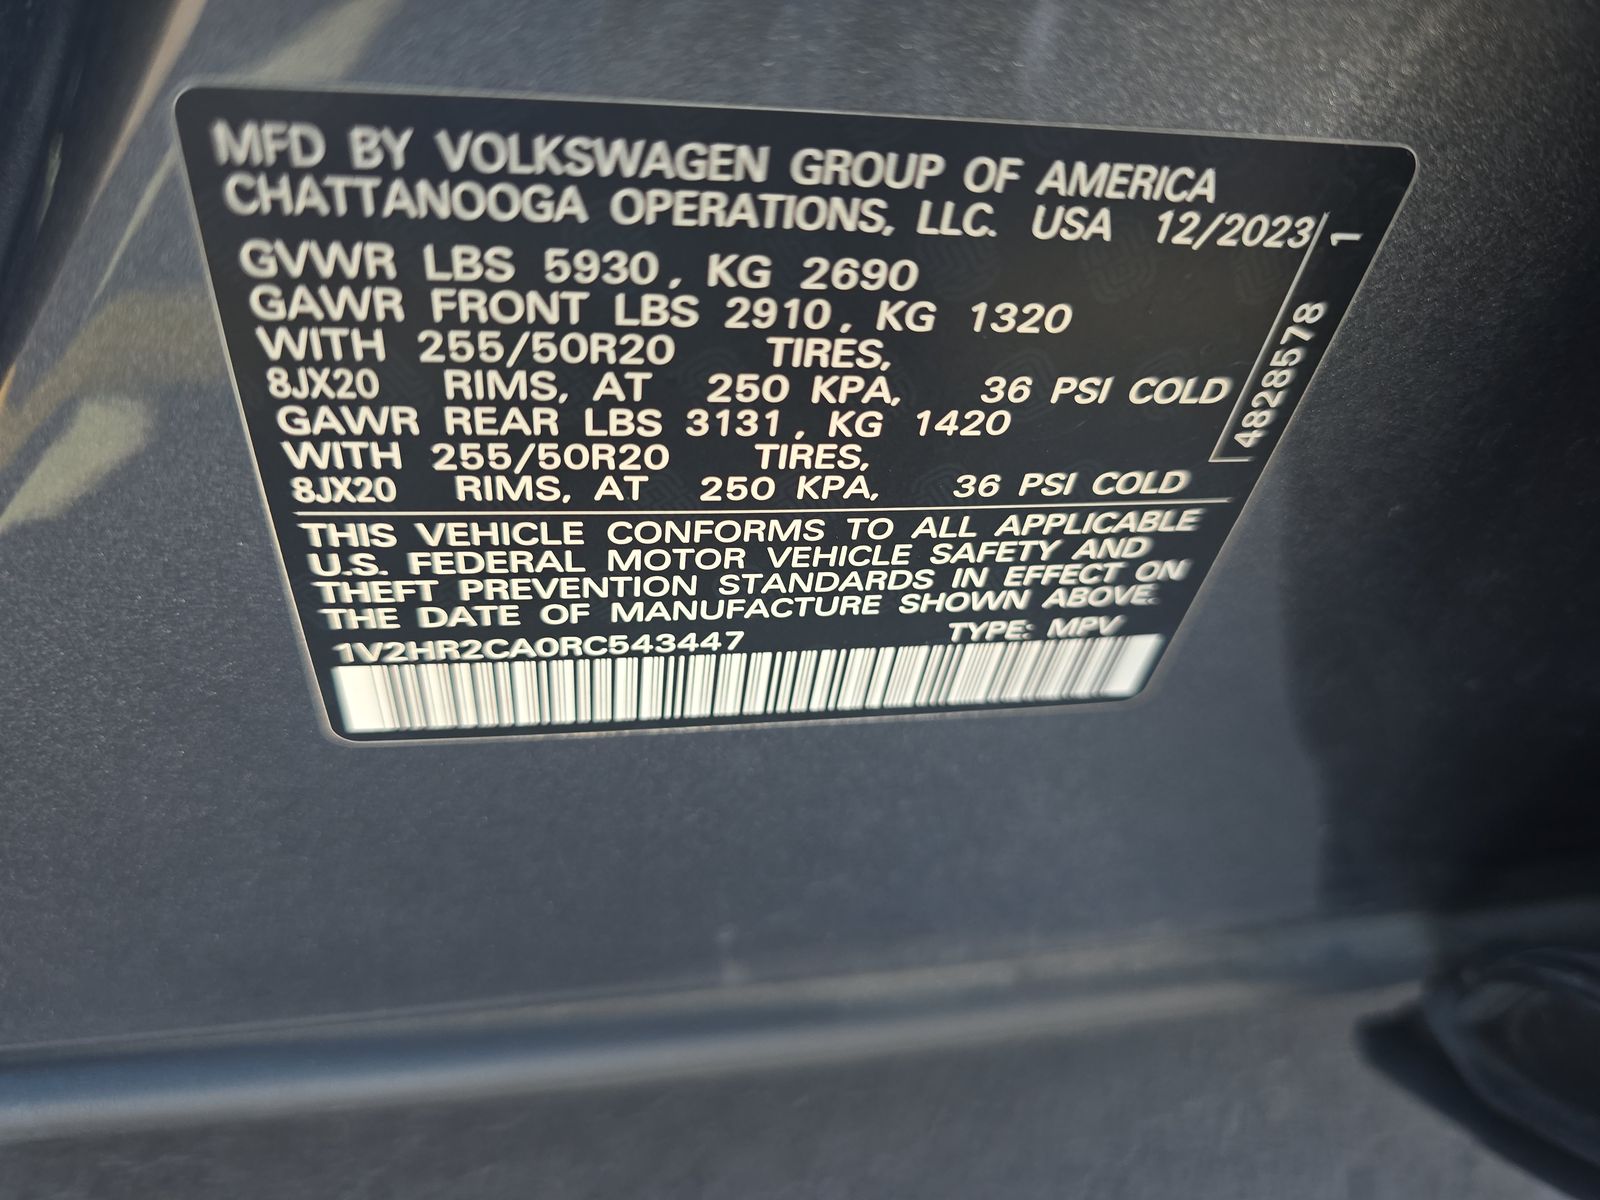 MFD BY VOLKSWAGEN GROUP OF AMERICA
CHATTANOOGA OPERATIONS, LLC. USA 12/2023
GVWR LBS 5930, KG 2690
GAWR FRONT LBS 2910, KG 1320
WITH 255/50R20 TIRES,
8JX20 RIMS, AT 250 KPA, 36 PSI COLD
GAWR REAR LBS 3131, KG 1420
WITH 255/50R20 TIRES,
8JX20 RIMS, AT 250 KPA, 36 PSI COLD
4828578 1
THIS VEHICLE CONFORMS TO ALL APPLICABLE
U.S. FEDERAL MOTOR VEHICLE SAFETY AND
THEFT PREVENTION STANDARDS IN EFFECT ON
THE DATE OF MANUFACTURE SHOWN ABOVE.
1V2HR2CA0RC543447 TYPE: MPV